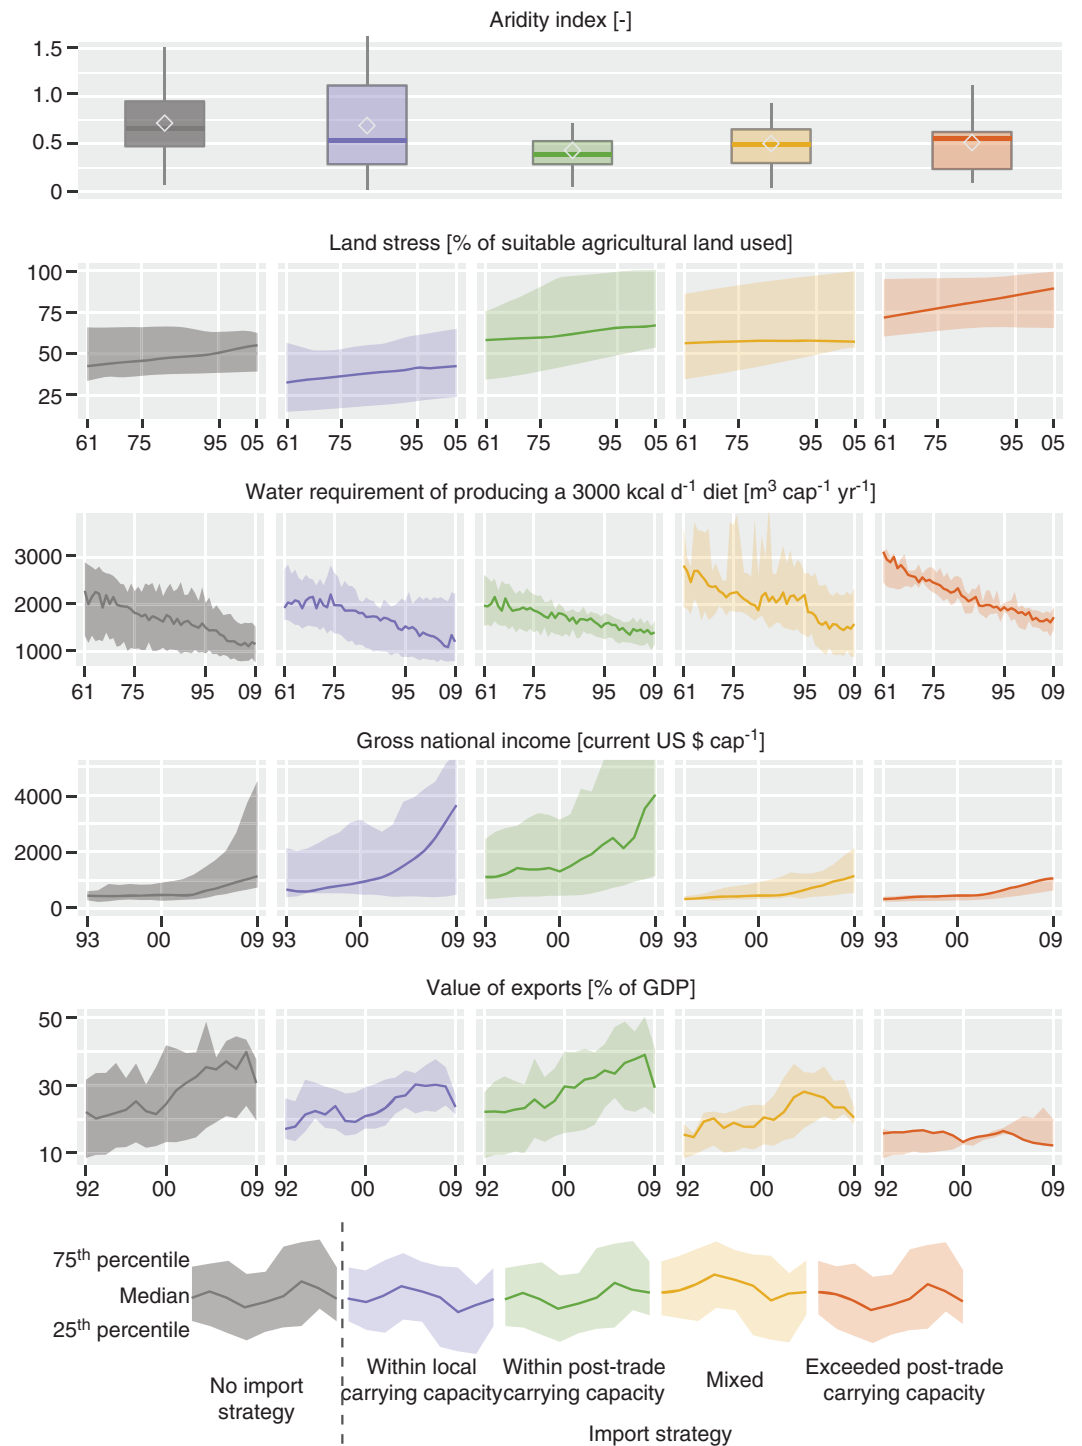 Aridity index [-]
1.5
1.0
0.5
0
Land stress [% of suitable agricultural land used]
100
75
50
25
61 75 95 05 61 75 95 05 61 75 95 05 61 75 95 05 61 75 95 05
Water requirement of producing a 3000 kcal d-1 diet [m3 cap-1 yr-1]
3000
2000
1000
61 75 95 09 61 75 95 09 61 75 95 09 61 75 95 09 61 75 95 09
Gross national income [current US $ cap-1]
4000
2000
0
93 00 09 93 00 09 93 00 09 93 00 09 93 00 09
Value of exports [% of GDP]
50
30
10
92 00 09 92 00 09 92 00 09 92 00 09 92 00 09
75th percentile
Median
25th percentile
No import
strategy
Within local
carrying capacity
Within post-trade
carrying capacity
Mixed
Exceeded post-trade
carrying capacity
Import strategy